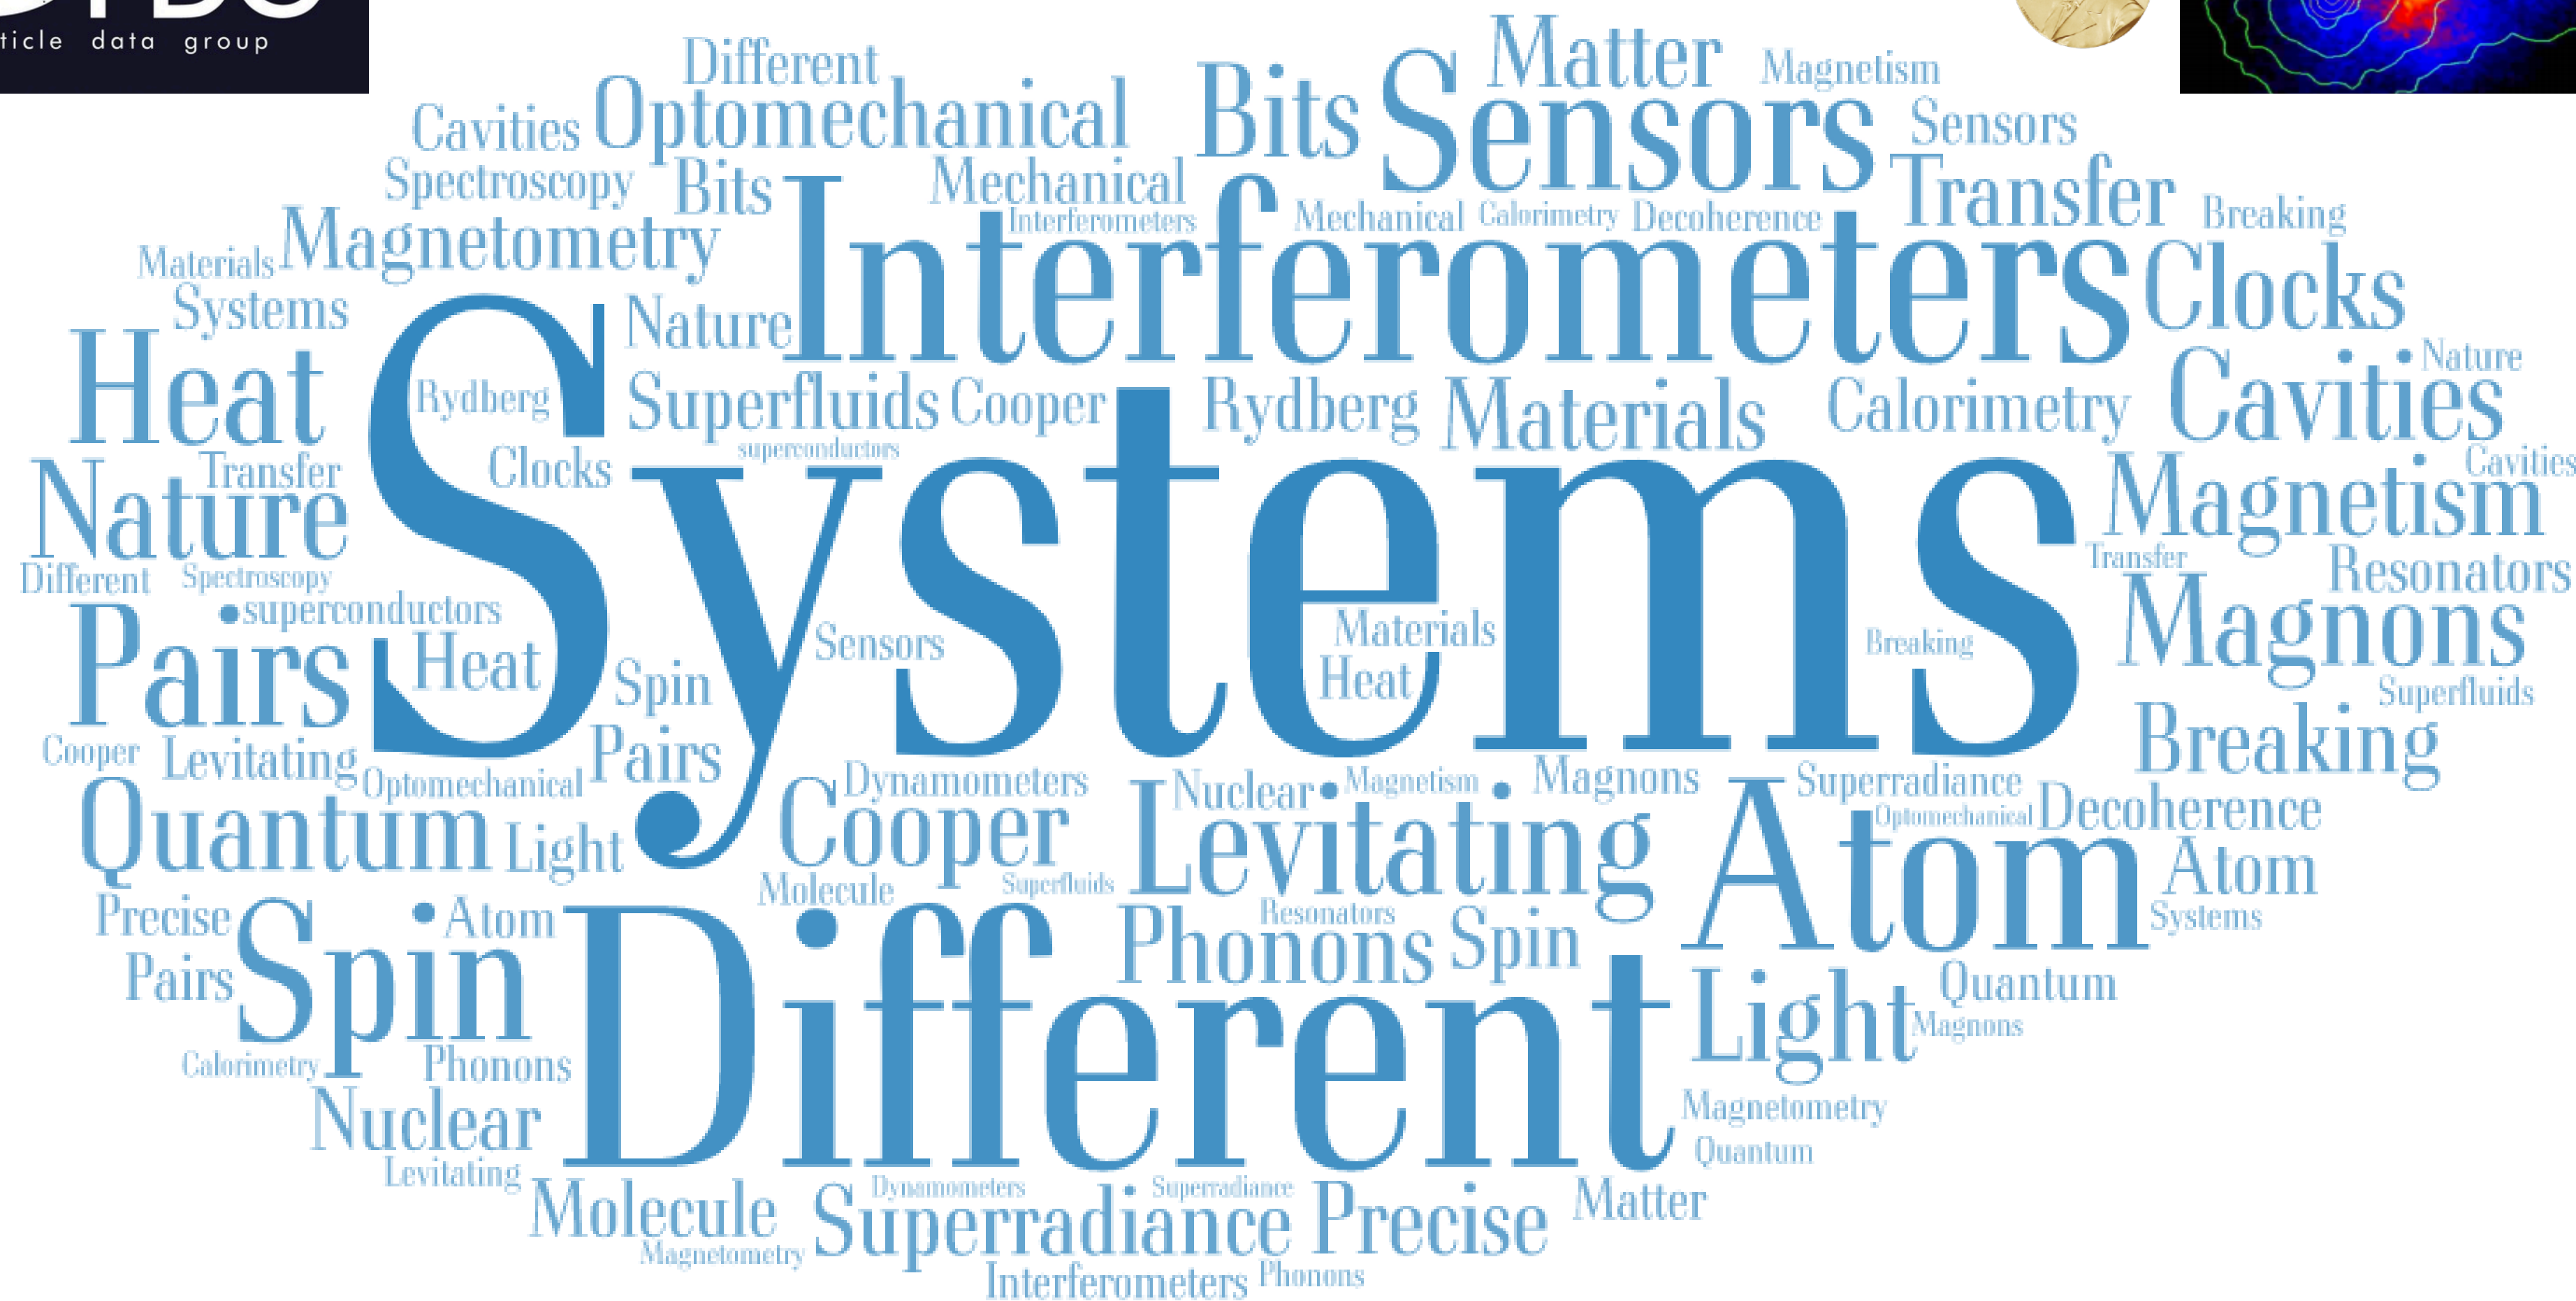 ticle data group
Different
Matter
Magnetism
Cavities
Optomechanical
Bits
Sensors
Sensors
Spectroscopy
Bits
Mechanical
Transfer
Interferometers
Mechanical
Calorimetry
Decoherence
Breaking
Materials
Magnetometry
Interferometers
Clocks
Systems
Nature
Nature
Heat
Rydberg
Superfluids
Cooper
Rydberg
Materials
Calorimetry
Cavities
superconductors
Transfer
Clocks
Cavities
Nature
Systems
Magnetism
Different
Spectroscopy
Transfer
Resonators
superconductors
Pairs
Heat
Spin
Sensors
Materials
Heat
Breaking
Magnons
Superfluids
Cooper
Levitating
Optomechanical
Pairs
Breaking
Dynamometers
Nuclear
Magnetism
Magnons
Superradiance
Quantum
Light
Cooper
Levitating
Atom
Optomechanical
Decoherence
Molecule
Superfluids
Atom
Precise
Atom
Resonators
Systems
Pairs
Spin
Phonons
Spin
Quantum
Different
Light
Magnons
Calorimetry
Phonons
Nuclear
Magnetometry
Levitating
Quantum
Molecule
Dynamometers
Superradiance
Superradiance
Precise
Matter
Magnetometry
Interferometers
Phonons